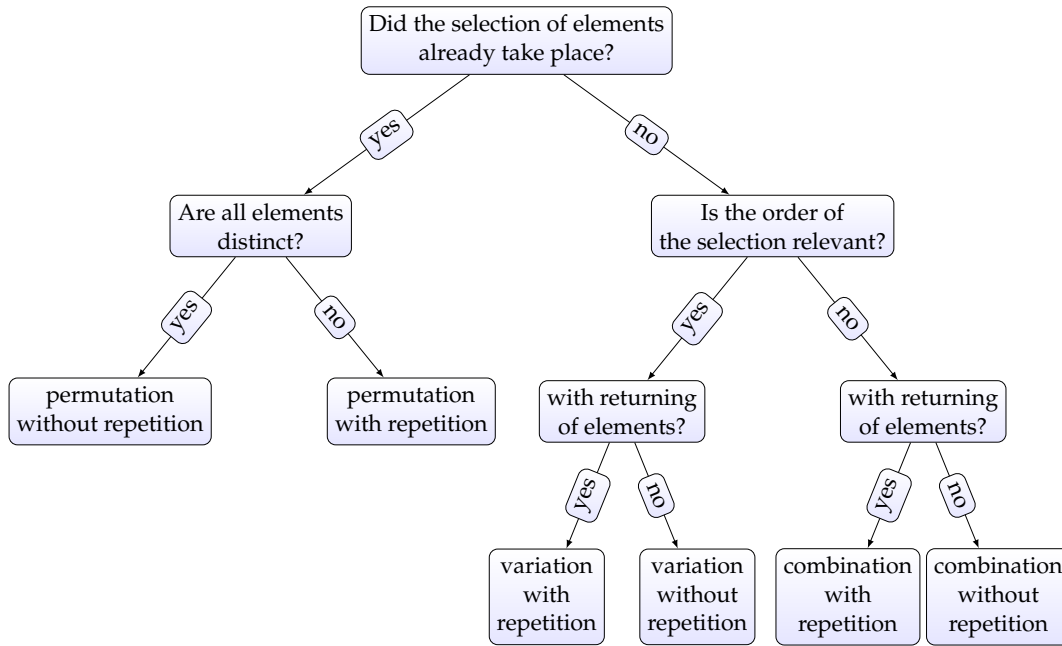 Did the selection of elements
already take place?
yes
no
Are all elements
distinct?
Is the order of
the selection relevant?
yes
no
yes
no
permutation
without repetition
permutation
with repetition
with returning
of elements?
with returning
of elements?
yes
no
yes
no
variation
with
repetition
variation
without
repetition
combination
with
repetition
combination
without
repetition